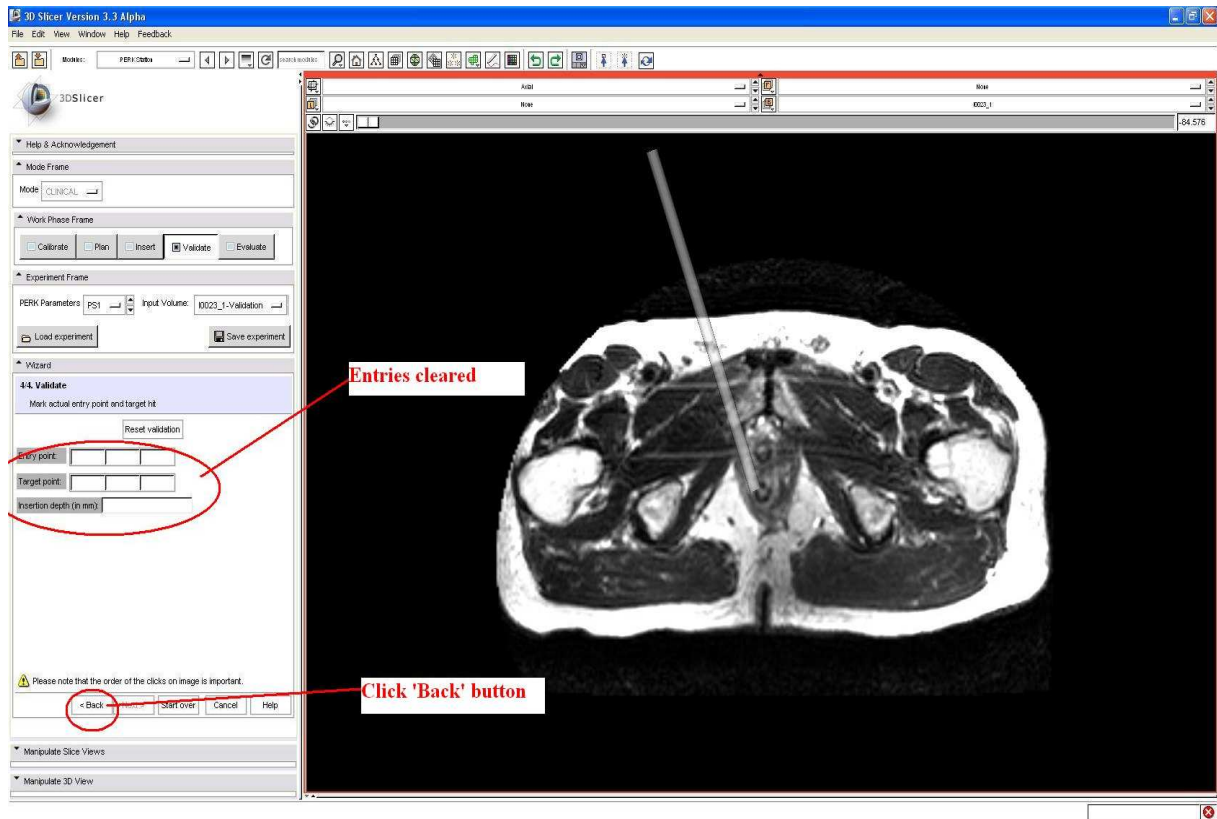 3D Slicer Version 3.3 Alpha
File Edit View Window Help Feedback
Modules: PERK Station search modules
3DSlicer
Axial None
None I0023_1
-84.576
Help & Acknowledgement
Mode Frame
Mode CLINICAL
Work Phase Frame
Calibrate Plan Insert Validate Evaluate
Experiment Frame
PERK Parameters PS1 Input Volume: I0023_1-Validation
Load experiment Save experiment
Wizard
4/4. Validate
Mark actual entry point and target hit
Entries cleared
Reset validation
Entry point:
Target point:
Insertion depth (in mm):
Please note that the order of the clicks on image is important.
Click 'Back' button
< Back Next > Start over Cancel Help
Manipulate Slice Views
Manipulate 3D View